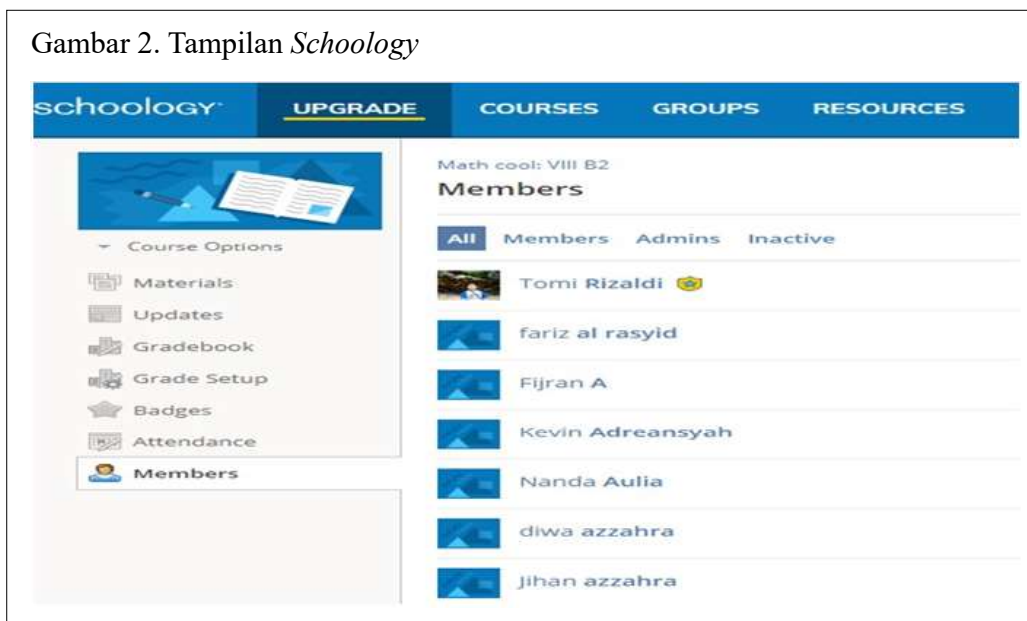 Gambar 2. Tampilan Schoology
schoology UPGRADE COURSES GROUPS RESOURCES
Course Options
Materials
Updates
Gradebook
Grade Setup
Badges
Attendance
Members
Math cool: VIII B2
Members
All Members Admins Inactive
Tomi Rizaldi
fariz al rasyid
Fijran A
Kevin Adreansyah
Nanda Aulia
diwa azzahra
Jihan azzahra